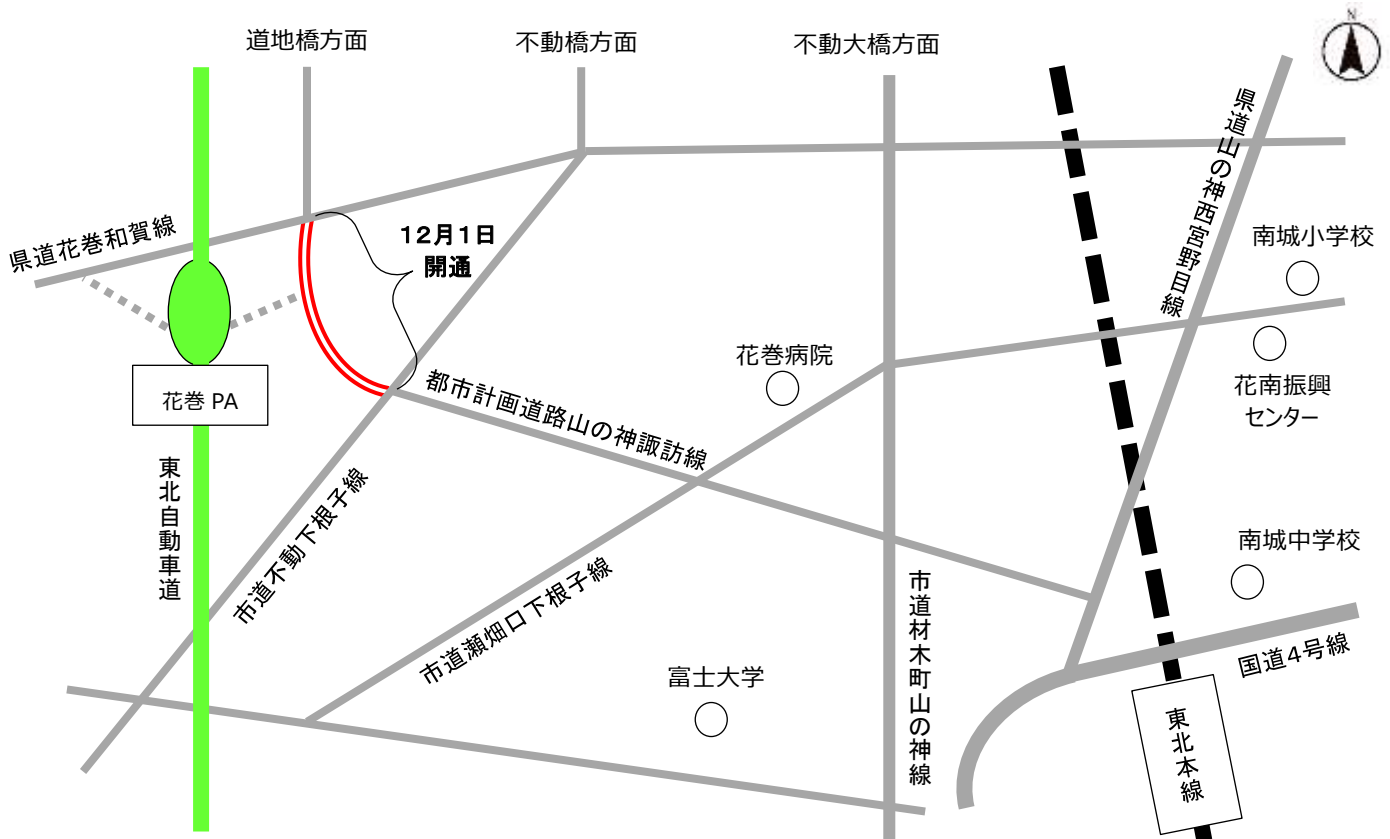 N
道地橋方面
不動橋方面
不動大橋方面
県道花巻和賀線
12月1日
開通
県道山の神西宮野目線
南城小学校
花巻病院
花南振興
センター
花巻 PA
都市計画道路山の神諏訪線
東北自動車道
市道不動下根子線
市道瀬畑口下根子線
南城中学校
市道材木町山の神線
国道4号線
富士大学
東北本線